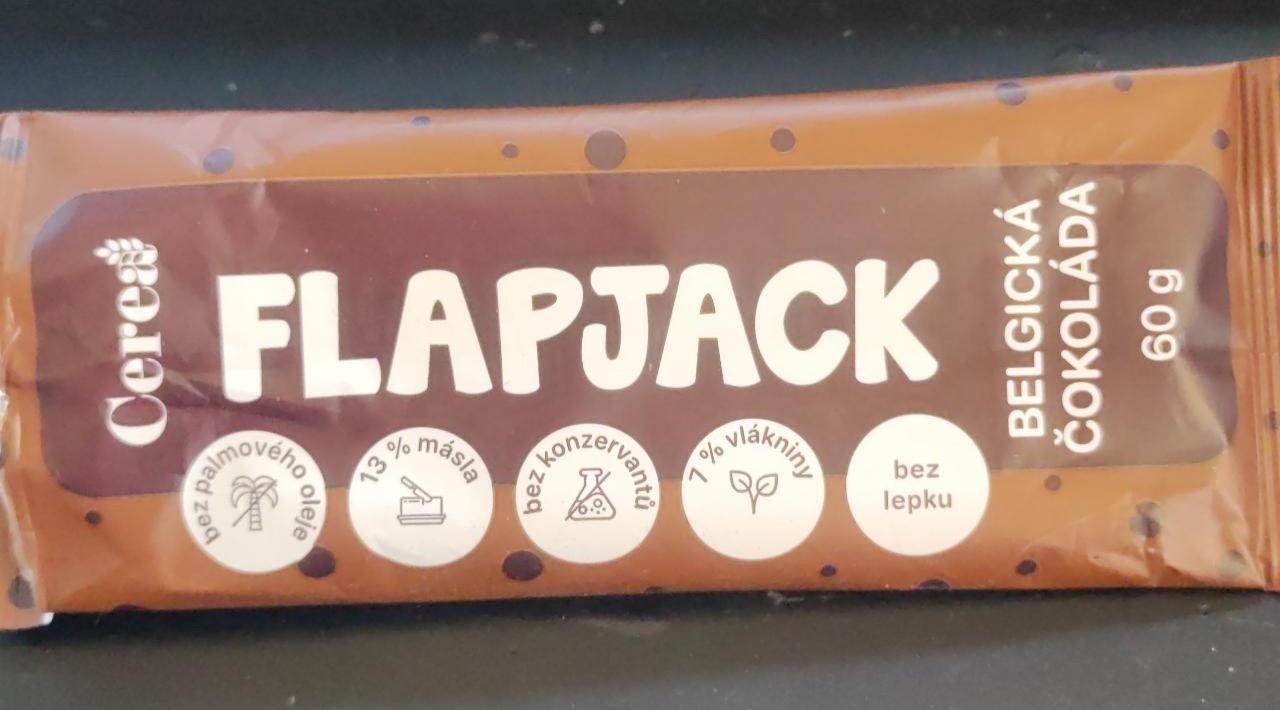 Cerea
FLAPJACK
BELGICKÁ
ČOKOLÁDA
60 g
bez palmového oleje
13 % másla
bez konzervantů
7 % vlákniny
bez
lepku